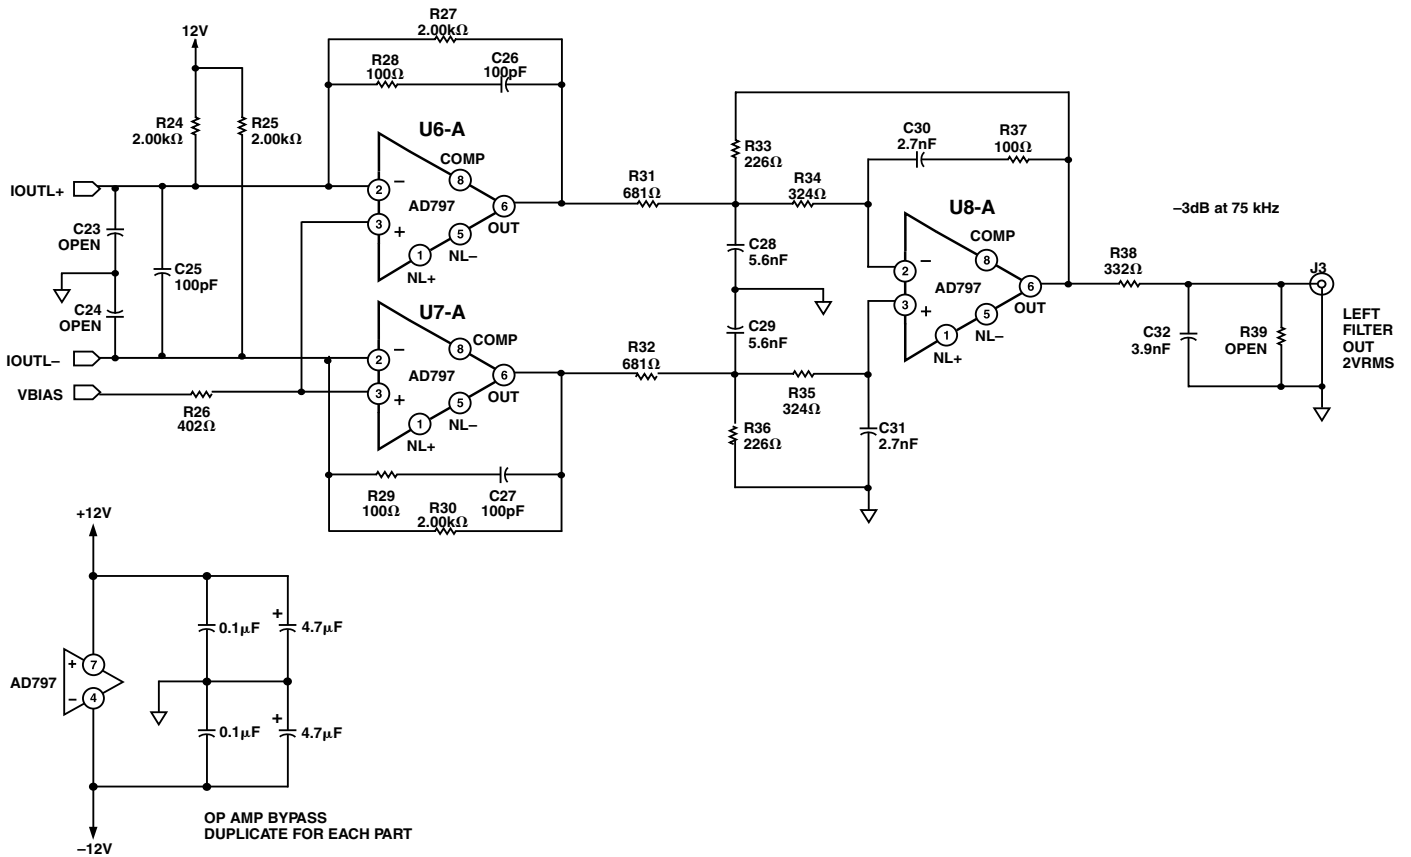 R27
2.00kΩ
12V
R28
100Ω
C26
100pF
R24
2.00kΩ
R25
2.00kΩ
U6-A
COMP
8
2
−
AD797
6
OUT
3
+
5
NL−
1
NL+
IOUTL+
C23
OPEN
C25
100pF
C24
OPEN
IOUTL−
VBIAS
R26
402Ω
U7-A
COMP
8
2
−
AD797
6
OUT
3
+
5
NL−
1
NL+
R29
100Ω
C27
100pF
R30
2.00kΩ
R31
681Ω
R32
681Ω
R33
226Ω
R34
324Ω
C30
2.7nF
R37
100Ω
C28
5.6nF
C29
5.6nF
R35
324Ω
R36
226Ω
C31
2.7nF
U8-A
COMP
8
2
−
AD797
6
OUT
3
+
5
NL−
1
NL+
−3dB at 75 kHz
R38
332Ω
C32
3.9nF
R39
OPEN
J3
LEFT
FILTER
OUT
2VRMS
+12V
AD797
+
7
−
4
0.1μF
+
4.7μF
0.1μF
+
4.7μF
−12V
OP AMP BYPASS
DUPLICATE FOR EACH PART